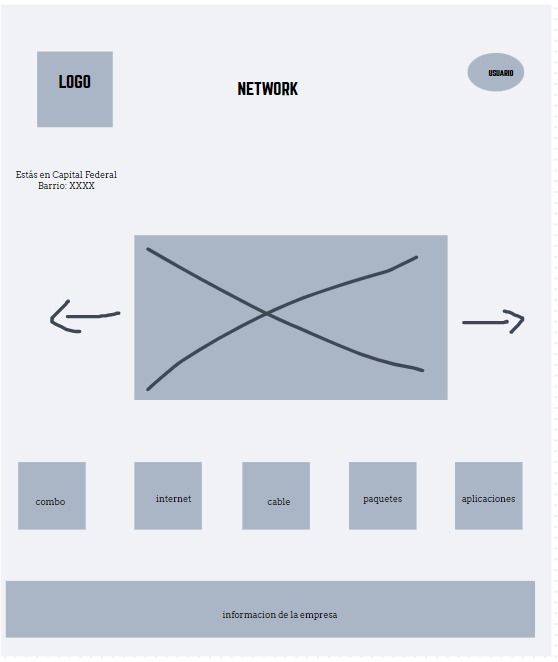 LOGO
NETWORK
USUARIO
Estás en Capital Federal
Barrio: XXXX
combo
internet
cable
paquetes
aplicaciones
informacion de la empresa